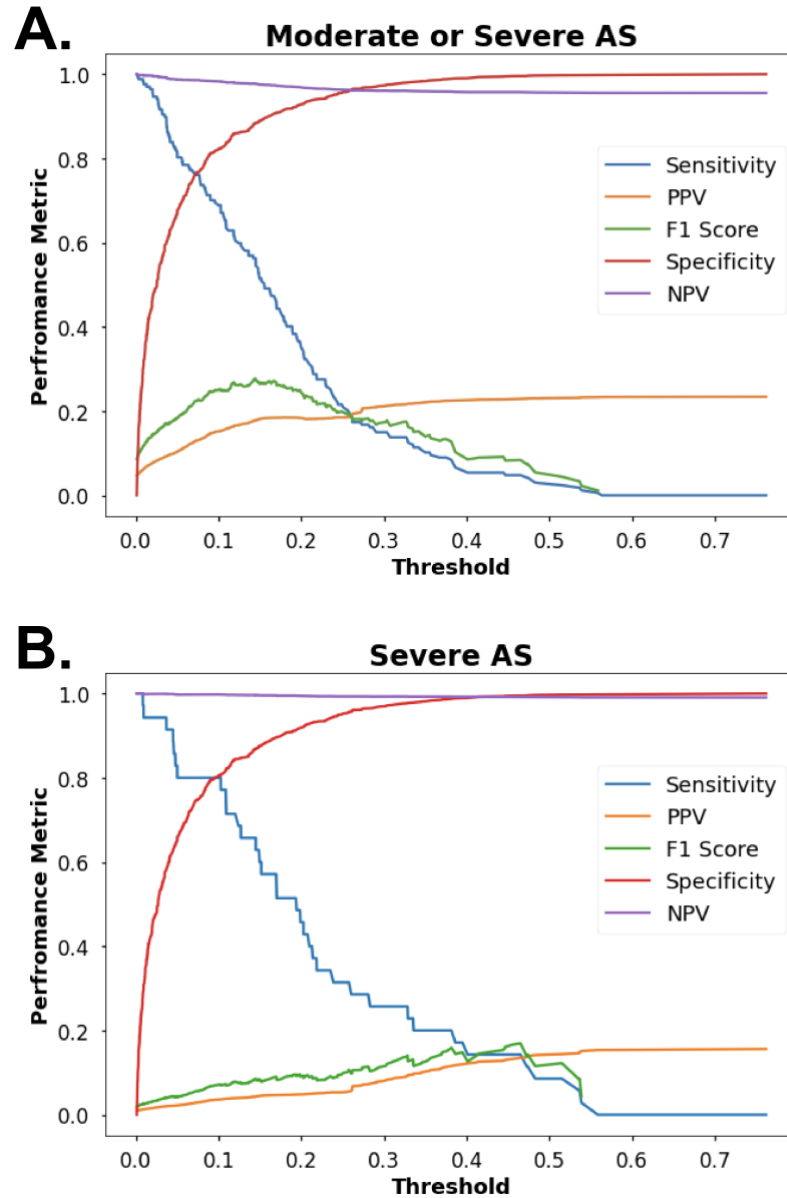 A.
Moderate or Severe AS
Perfromance Metric
1.0
0.8
0.6
0.4
0.2
0.0
Sensitivity
PPV
F1 Score
Specificity
NPV
0.0 0.1 0.2 0.3 0.4 0.5 0.6 0.7
Threshold
B.
Severe AS
Perfromance Metric
1.0
0.8
0.6
0.4
0.2
0.0
Sensitivity
PPV
F1 Score
Specificity
NPV
0.0 0.1 0.2 0.3 0.4 0.5 0.6 0.7
Threshold